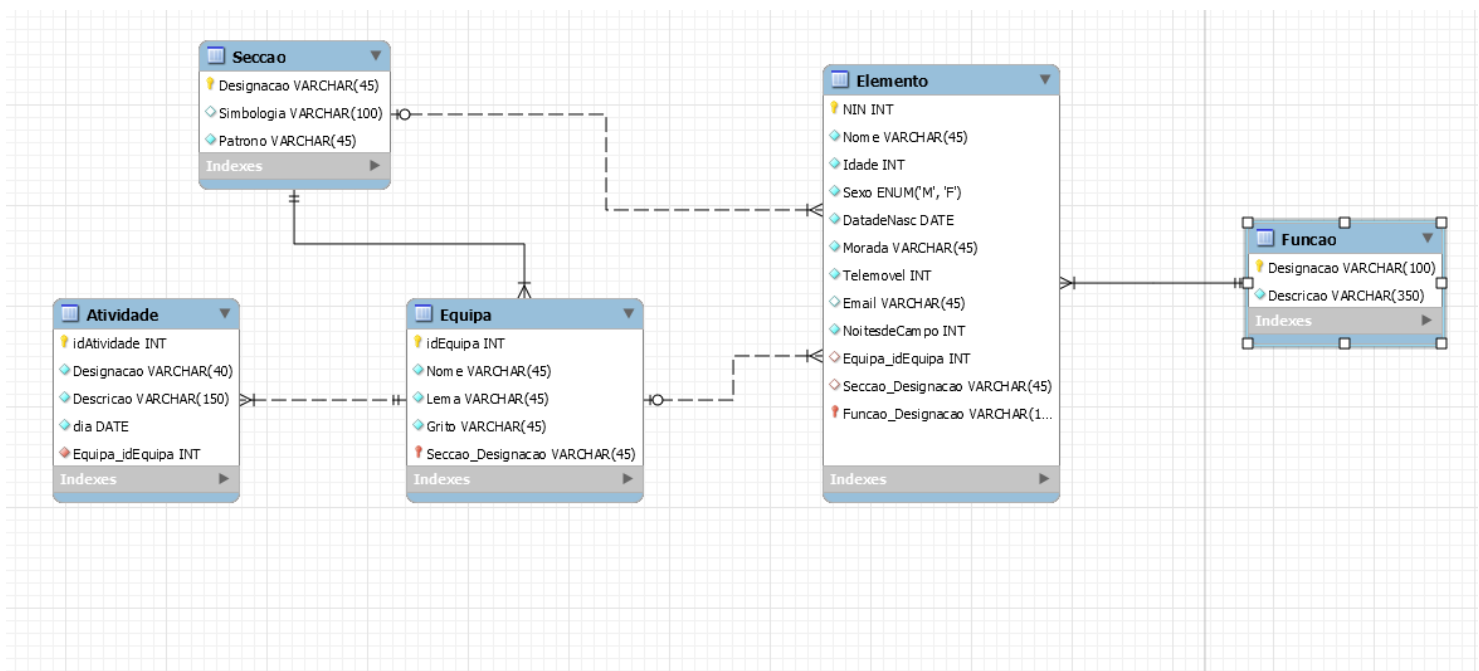 Seccao
Designacao VARCHAR(45)
Simbologia VARCHAR(100)
Patrono VARCHAR(45)
Indexes
Elemento
NIN INT
Nome VARCHAR(45)
Idade INT
Sexo ENUM('M', 'F')
DatadeNasc DATE
Morada VARCHAR(45)
Telemovel INT
Email VARCHAR(45)
NoitesdeCampo INT
Equipa_idEquipa INT
Seccao_Designacao VARCHAR(45)
Funcao_Designacao VARCHAR(1...
Indexes
Funcao
Designacao VARCHAR(100)
Descricao VARCHAR(350)
Indexes
Atividade
idAtividade INT
Designacao VARCHAR(40)
Descricao VARCHAR(150)
dia DATE
Equipa_idEquipa INT
Indexes
Equipa
idEquipa INT
Nome VARCHAR(45)
Lema VARCHAR(45)
Grito VARCHAR(45)
Seccao_Designacao VARCHAR(45)
Indexes